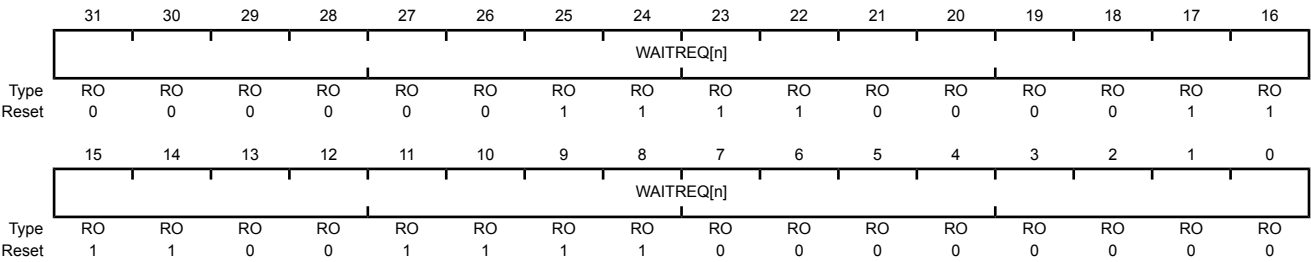 31 30 29 28 27 26 25 24 23 22 21 20 19 18 17 16
WAITREQ[n]
Type RO RO RO RO RO RO RO RO RO RO RO RO RO RO RO RO
Reset 0 0 0 0 0 0 1 1 1 1 0 0 0 0 1 1
15 14 13 12 11 10 9 8 7 6 5 4 3 2 1 0
WAITREQ[n]
Type RO RO RO RO RO RO RO RO RO RO RO RO RO RO RO RO
Reset 1 1 0 0 1 1 1 1 0 0 0 0 0 0 0 0